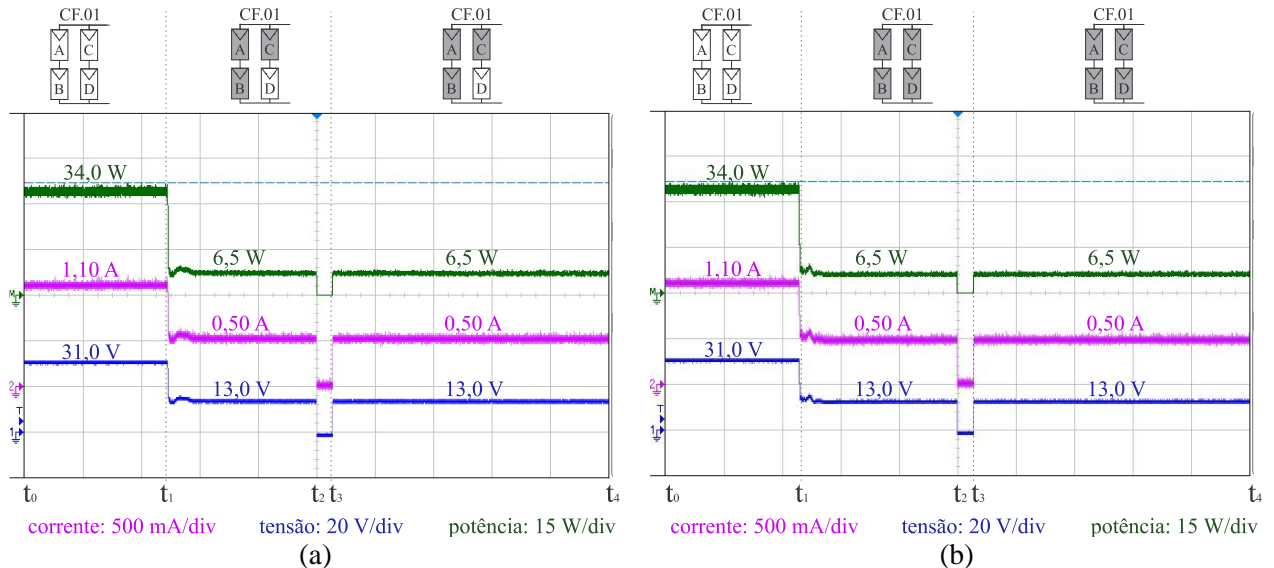 CF.01 CF.01 CF.01
A C A C A C
B D B D B D
34,0 W
6,5 W 6,5 W
1,10 A
0,50 A 0,50 A
31,0 V
13,0 V 13,0 V
M
2
T
1
t0 t1 t2 t3 t4
corrente: 500 mA/div tensão: 20 V/div potência: 15 W/div
(a)
CF.01 CF.01 CF.01
A C A C A C
B D B D B D
34,0 W
6,5 W 6,5 W
1,10 A
0,50 A 0,50 A
31,0 V
13,0 V 13,0 V
M
2
T
1
t0 t1 t2 t3 t4
corrente: 500 mA/div tensão: 20 V/div potência: 15 W/div
(b)